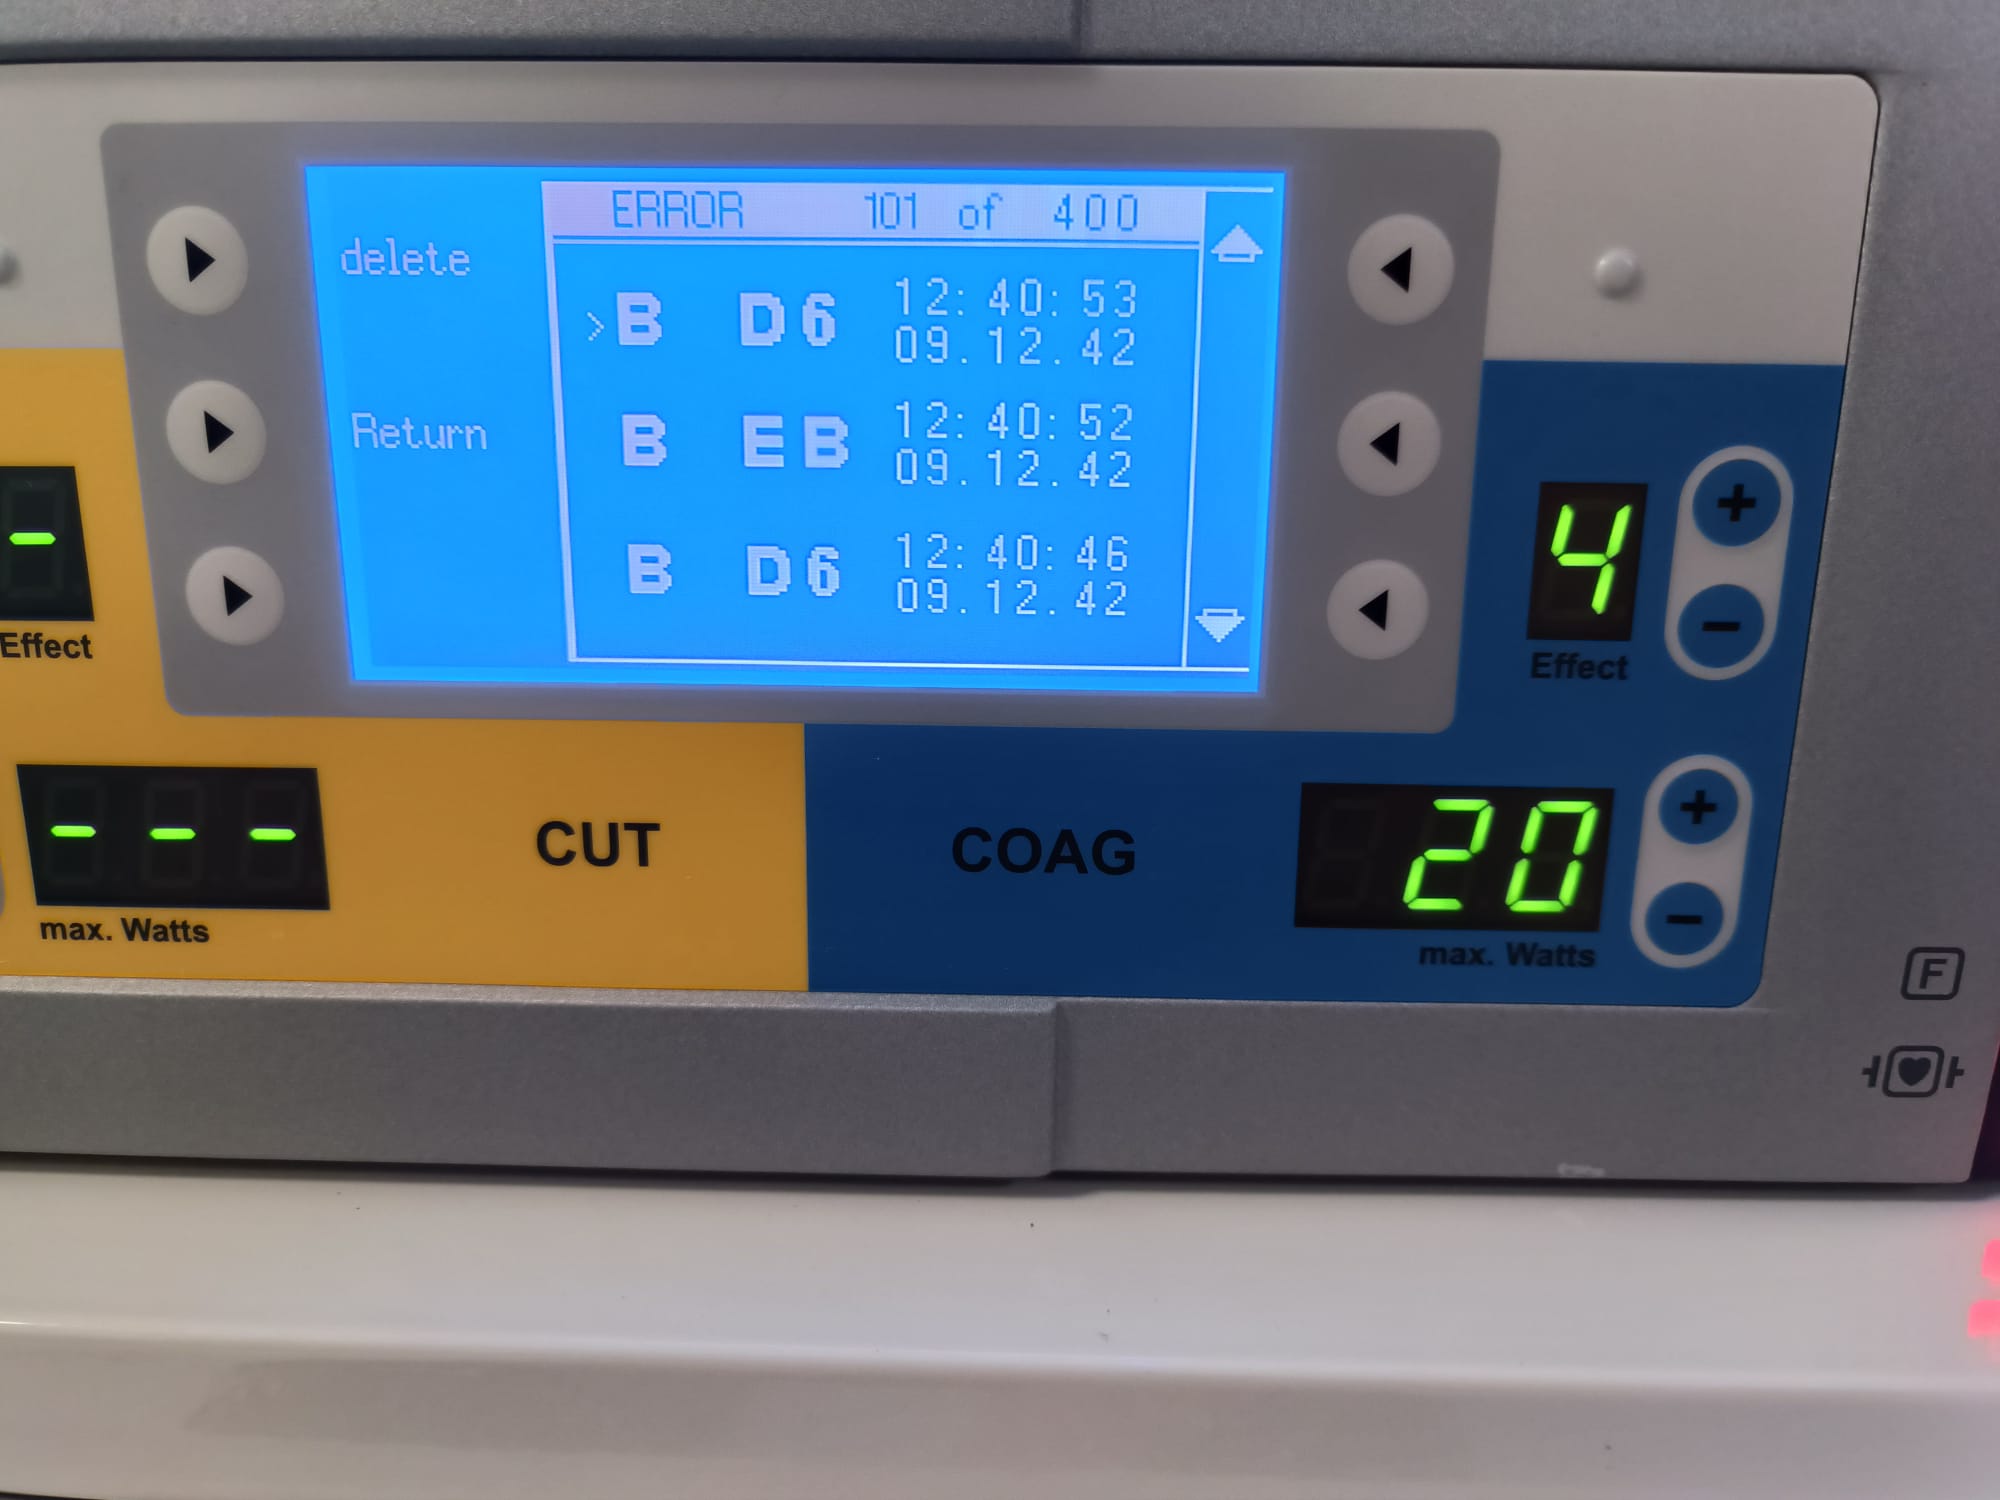 ERROR 101 of 400
delete
>B D6 12:40:53
09.12.42
Return
B EB 12:40:52
09.12.42
B D6 12:40:46
09.12.42
-
Effect
4
+
-
Effect
---
max. Watts
CUT
COAG
20
+
-
max. Watts
F